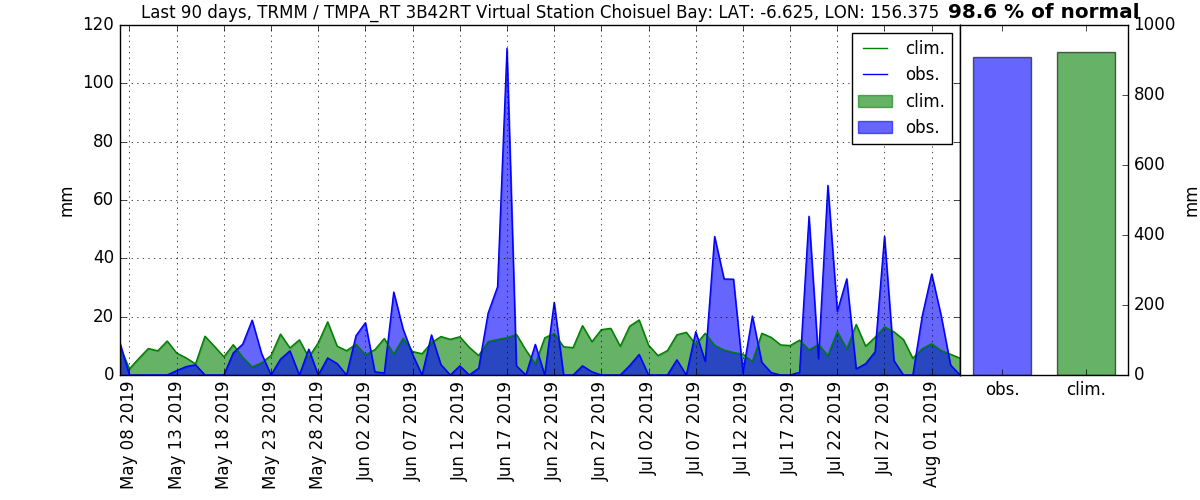 Last 90 days, TRMM / TMPA_RT 3B42RT Virtual Station Choisuel Bay: LAT: -6.625, LON: 156.375
98.6 % of normal
120
100
80
60
40
20
0
mm
clim.
obs.
clim.
obs.
1000
800
600
400
200
0
mm
obs.
clim.
May 08 2019
May 13 2019
May 18 2019
May 23 2019
May 28 2019
Jun 02 2019
Jun 07 2019
Jun 12 2019
Jun 17 2019
Jun 22 2019
Jun 27 2019
Jul 02 2019
Jul 07 2019
Jul 12 2019
Jul 17 2019
Jul 22 2019
Jul 27 2019
Aug 01 2019